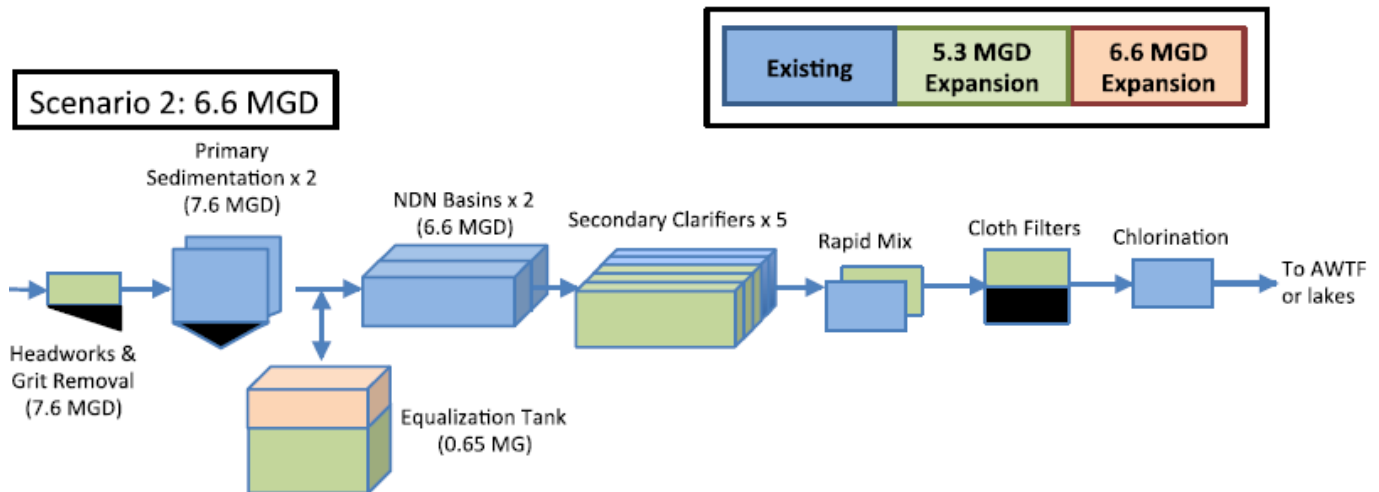 Existing
5.3 MGD
Expansion
6.6 MGD
Expansion
Scenario 2: 6.6 MGD
Primary
Sedimentation x 2
(7.6 MGD)
NDN Basins x 2
(6.6 MGD)
Secondary Clarifiers x 5
Rapid Mix
Cloth Filters
Chlorination
To AWTF
or lakes
Headworks &
Grit Removal
(7.6 MGD)
Equalization Tank
(0.65 MG)